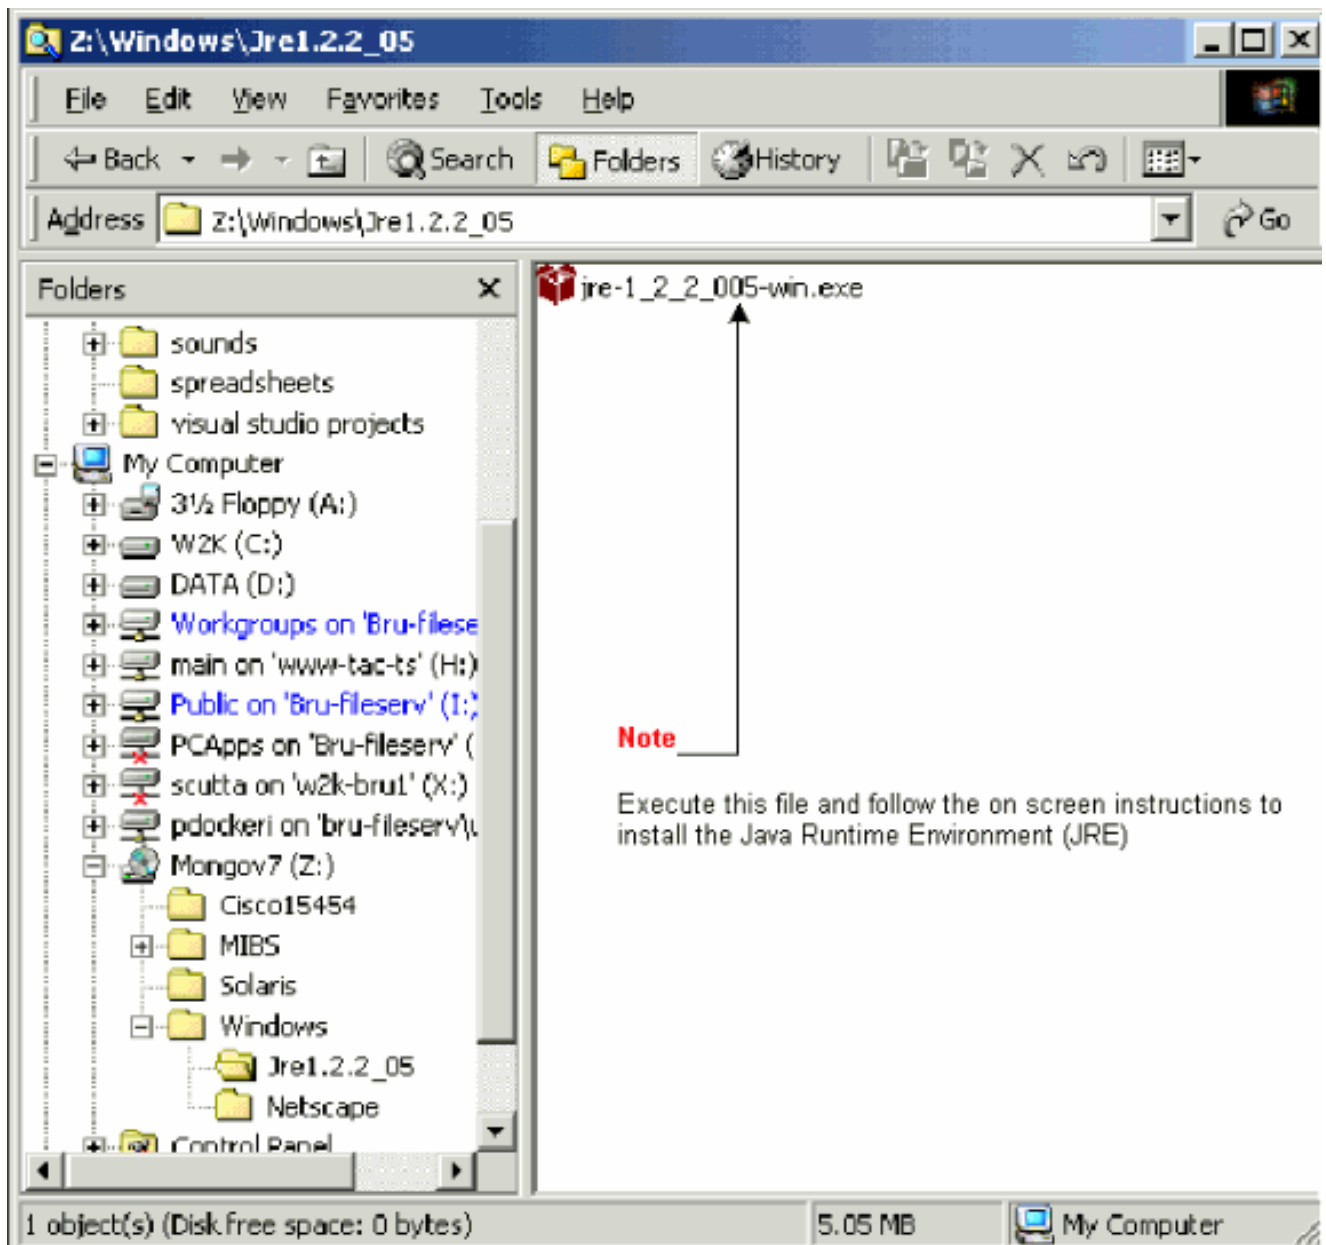 Z:\Windows\Jre1.2.2_05
File Edit View Favorites Tools Help
Back Search Folders History
Address Z:\Windows\Jre1.2.2_05 Go
Folders
sounds
spreadsheets
visual studio projects
My Computer
3½ Floppy (A:)
W2K (C:)
DATA (D:)
Workgroups on 'Bru-filese
main on 'www-tac-ts' (H:)
Public on 'Bru-fileserv' (I:)
PCApps on 'Bru-fileserv' (
scutta on 'w2k-bru1' (X:)
pdockeri on 'bru-fileserv\u
Mongov7 (Z:)
Cisco15454
MIBS
Solaris
Windows
Jre1.2.2_05
Netscape
Control Panel
jre-1_2_2_005-win.exe
Note
Execute this file and follow the on screen instructions to
install the Java Runtime Environment (JRE)
1 object(s) (Disk free space: 0 bytes) 5.05 MB My Computer